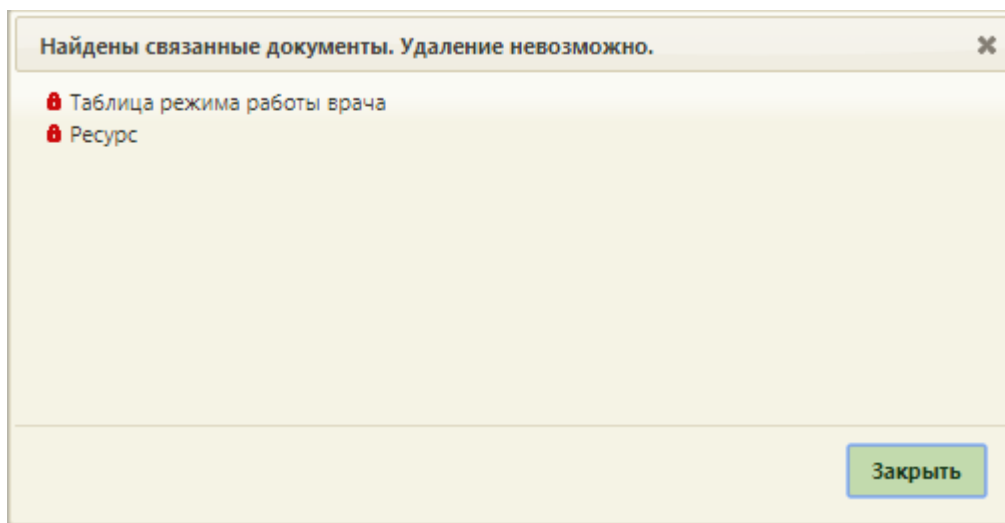 Найдены связанные документы. Удаление невозможно.
Таблица режима работы врача
Ресурс
Закрыть